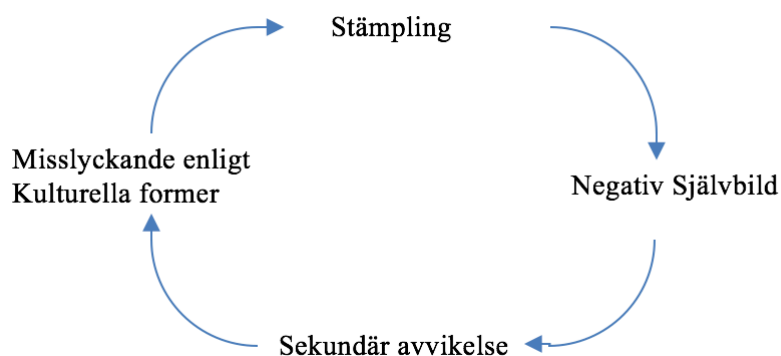 Stämpling
Misslyckande enligt
Kulturella former
Negativ Självbild
Sekundär avvikelse